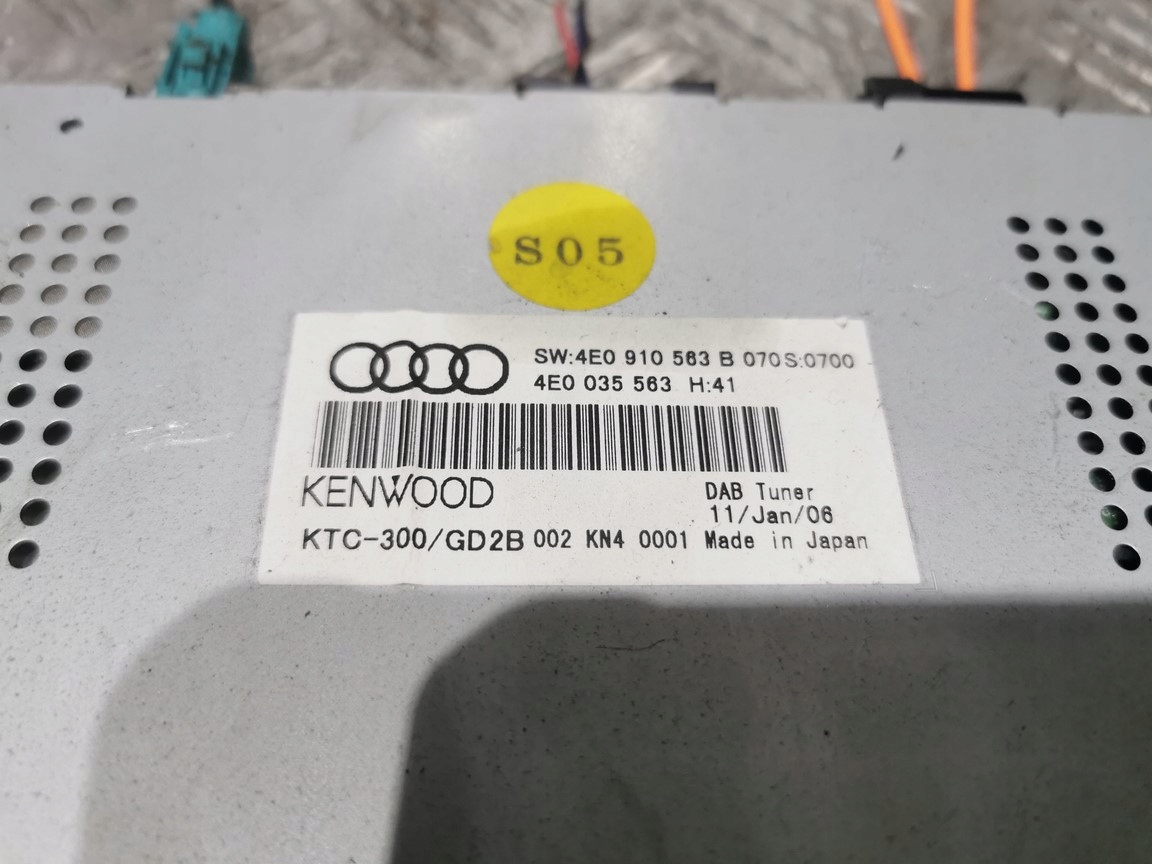 S05
SW:4E0 910 563 B 070 S:0700
4E0 035 563 H:41
KENWOOD
DAB Tuner
11/Jan/06
KTC-300/GD2B 002 KN4 0001 Made in Japan